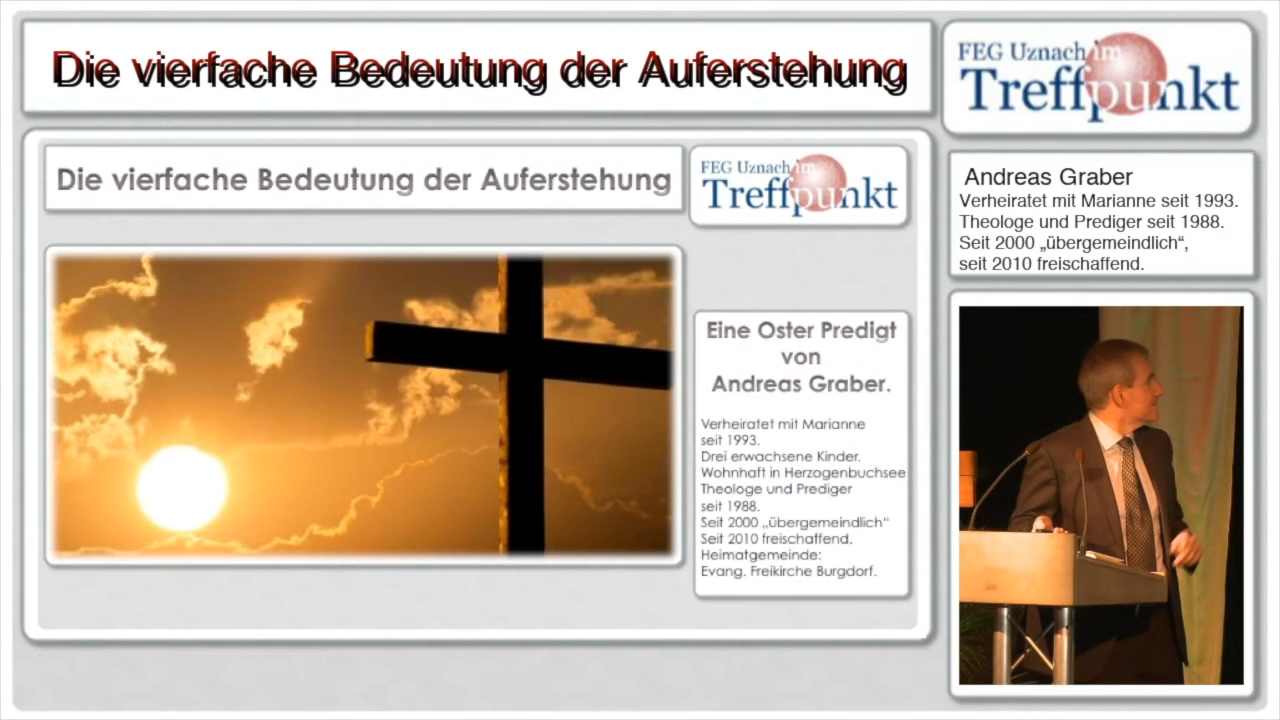 Die vierfache Bedeutung der Auferstehung
FEG Uznach im
Treffpunkt
Die vierfache Bedeutung der Auferstehung
FEG Uznach im
Treffpunkt
Eine Oster Predigt
von
Andreas Graber.
Verheiratet mit Marianne
seit 1993.
Drei erwachsene Kinder.
Wohnhaft in Herzogenbuchsee
Theologe und Prediger
seit 1988.
Seit 2000 „übergemeindlich“
Seit 2010 freischaffend.
Heimatgemeinde:
Evang. Freikirche Burgdorf.
Andreas Graber
Verheiratet mit Marianne seit 1993.
Theologe und Prediger seit 1988.
Seit 2000 „übergemeindlich“,
seit 2010 freischaffend.